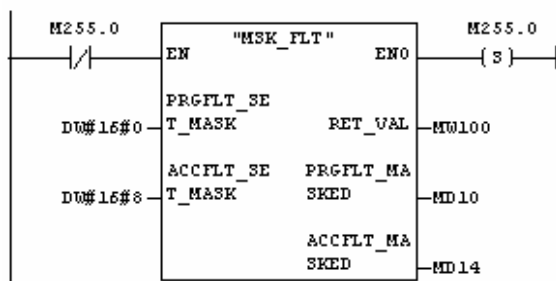 M255.0 "MSK_FLT" M255.0
EN ENO
(S)
PRGFLT_SE
DW#16#0 T_MASK RET_VAL MW100
ACCFLT_SE PRGFLT_MA
DW#16#8 T_MASK SKED MD10
ACCFLT_MA
SKED MD14